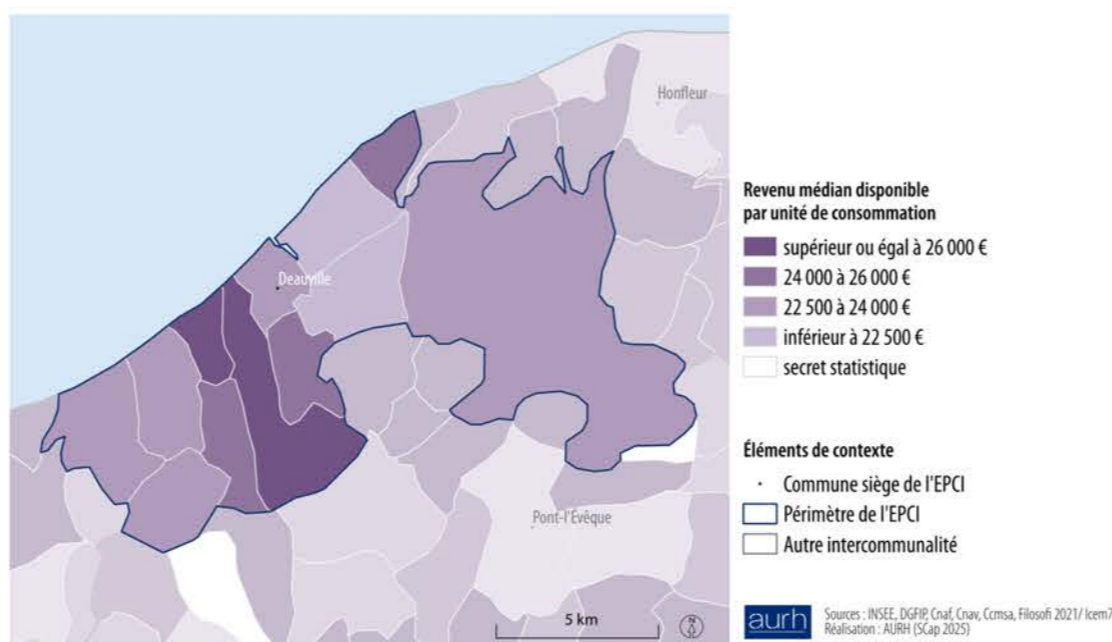 Honfleur
Deauville
Pont-l'Évêque
5 km
N
Revenu médian disponible
par unité de consommation
supérieur ou égal à 26 000 €
24 000 à 26 000 €
22 500 à 24 000 €
inférieur à 22 500 €
secret statistique
Éléments de contexte
Commune siège de l'EPCI
Périmètre de l'EPCI
Autre intercommunalité
aurh
Sources : INSEE, DGFIP, Cnaf, Cnav, Ccmsa, Filosofi 2021/ Icem7
Réalisation : AURH (SCap 2025)